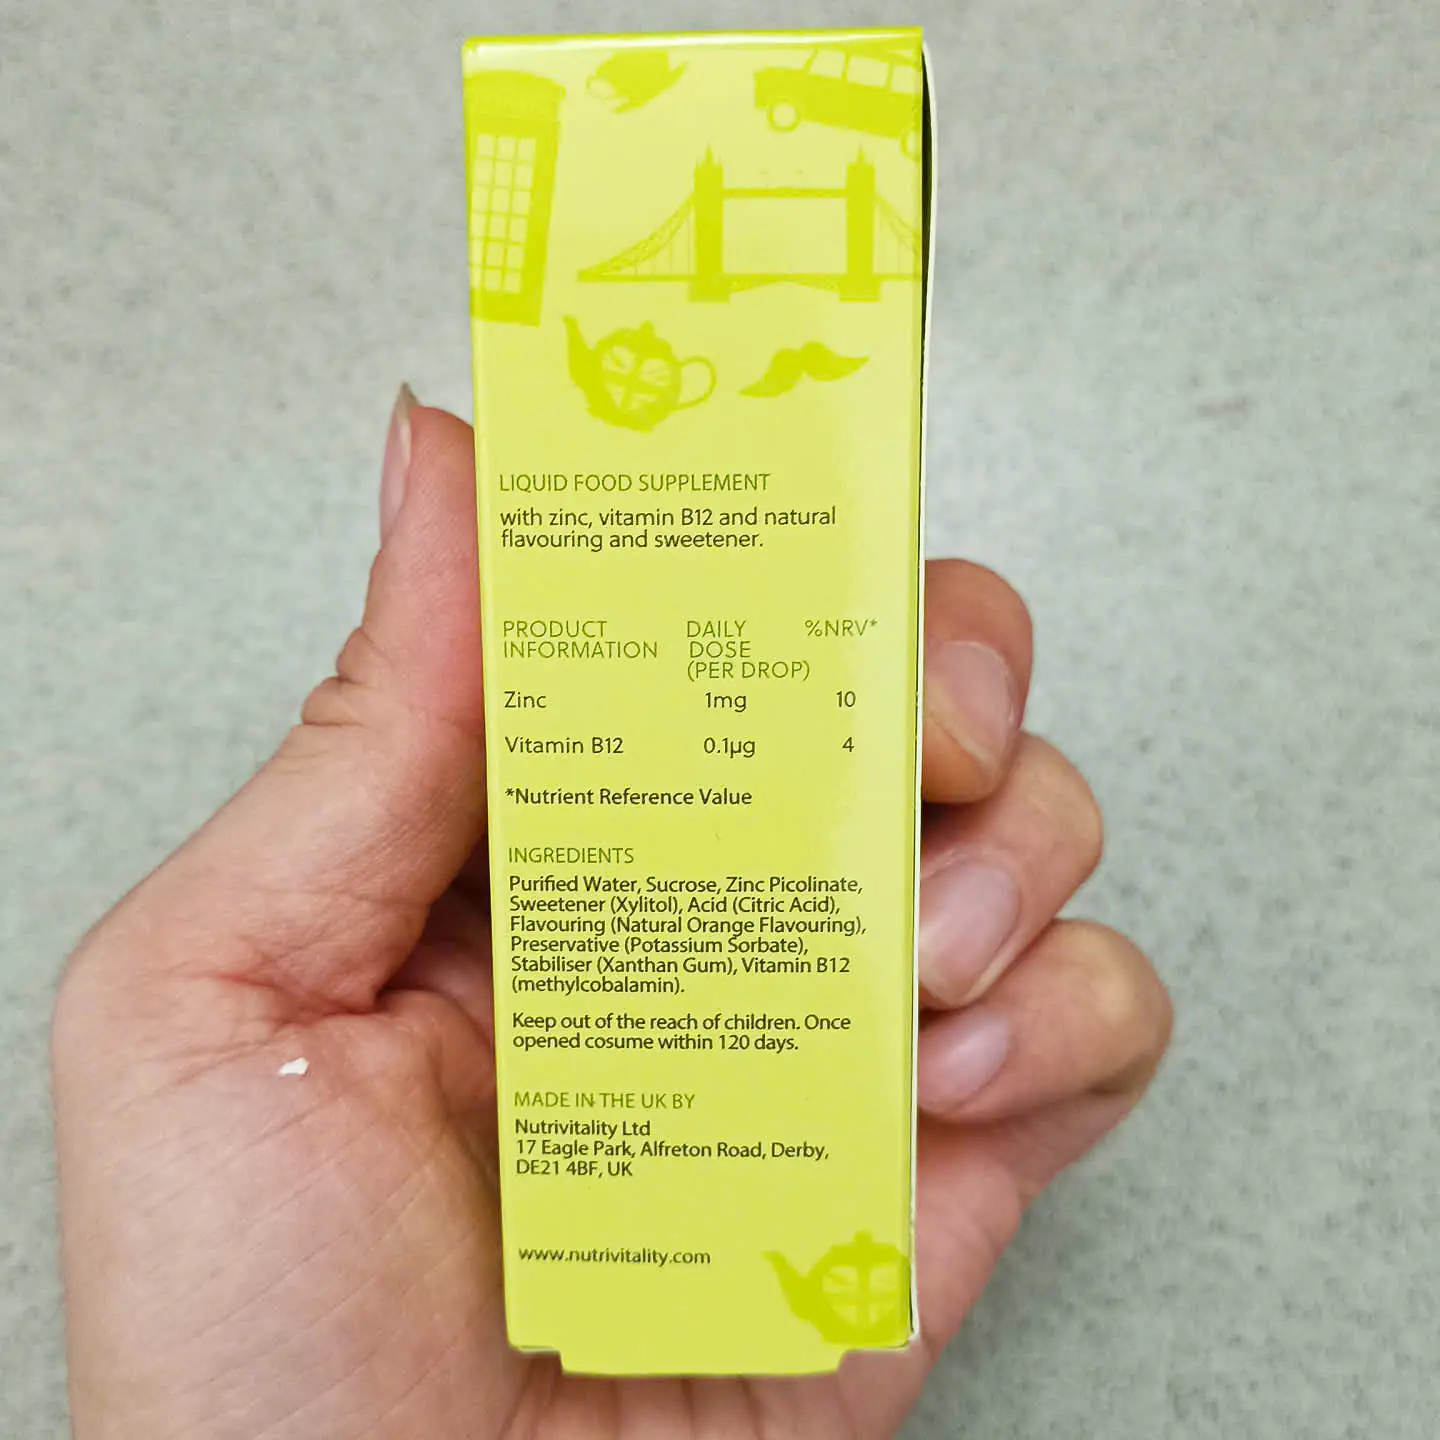 LIQUID FOOD SUPPLEMENT
with zinc, vitamin B12 and natural
flavouring and sweetener.
PRODUCT INFORMATION DAILY DOSE (PER DROP) %NRV*
Zinc 1mg 10
Vitamin B12 0.1µg 4
*Nutrient Reference Value
INGREDIENTS
Purified Water, Sucrose, Zinc Picolinate,
Sweetener (Xylitol), Acid (Citric Acid),
Flavouring (Natural Orange Flavouring),
Preservative (Potassium Sorbate),
Stabiliser (Xanthan Gum), Vitamin B12
(methylcobalamin).
Keep out of the reach of children. Once
opened cosume within 120 days.
MADE IN THE UK BY
Nutrivitality Ltd
17 Eagle Park, Alfreton Road, Derby,
DE21 4BF, UK
www.nutrivitality.com